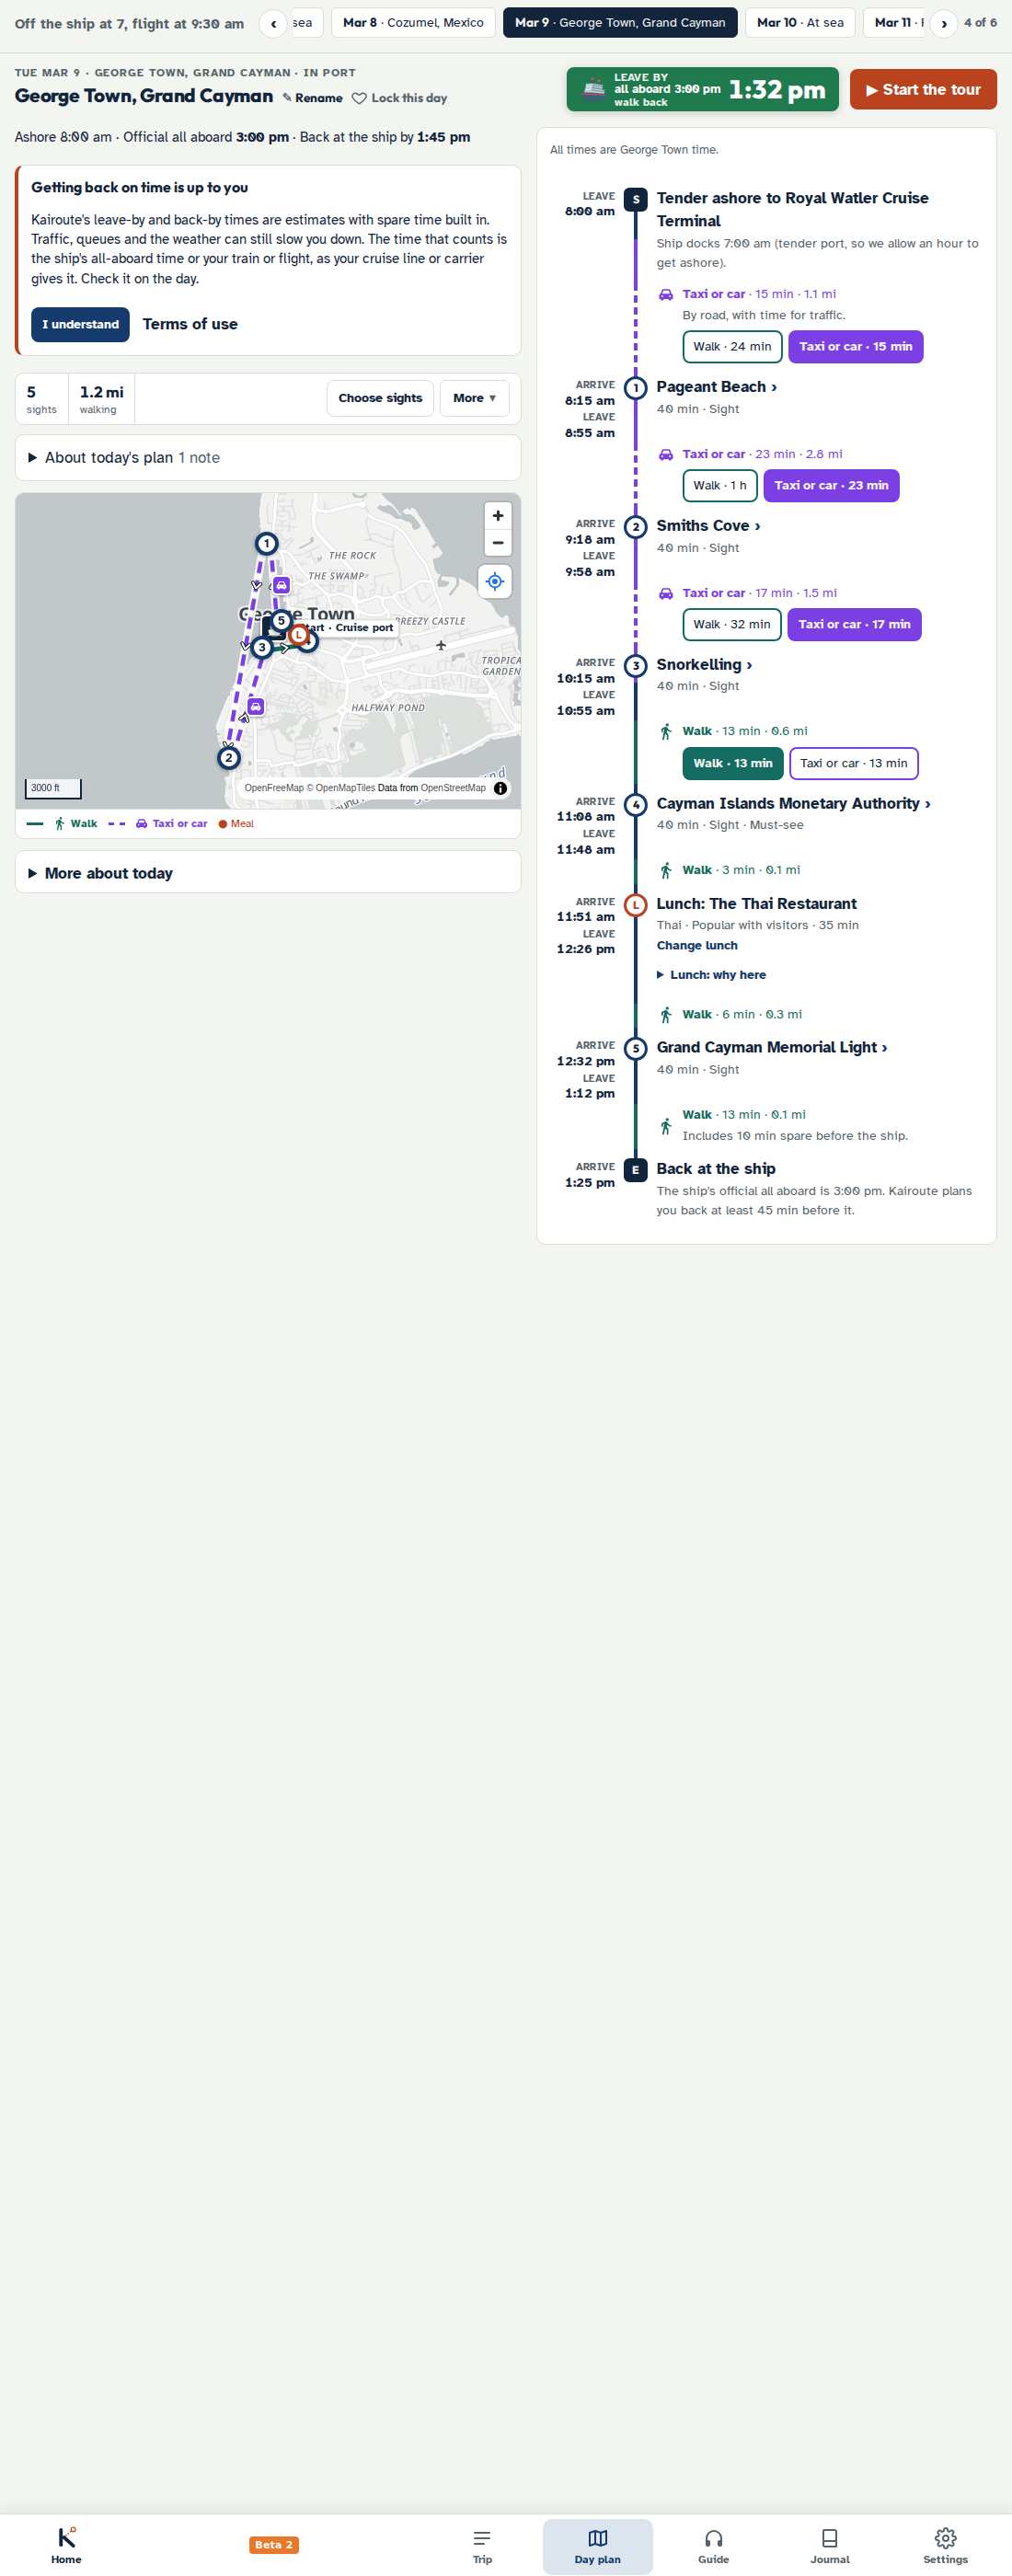 Off the ship at 7, flight at 9:30 am
‹
sea
Mar 8 · Cozumel, Mexico
Mar 9 · George Town, Grand Cayman
Mar 10 · At sea
Mar 11 ·
›
4 of 6
TUE MAR 9 · GEORGE TOWN, GRAND CAYMAN · IN PORT
George Town, Grand Cayman
✎ Rename
Lock this day
LEAVE BY
all aboard 3:00 pm
walk back
1:32 pm
▶ Start the tour
Ashore 8:00 am · Official all aboard 3:00 pm · Back at the ship by 1:45 pm
Getting back on time is up to you
Kairoute's leave-by and back-by times are estimates with spare time built in.
Traffic, queues and the weather can still slow you down. The time that counts is
the ship's all-aboard time or your train or flight, as your cruise line or carrier
gives it. Check it on the day.
I understand
Terms of use
5
sights
1.2 mi
walking
Choose sights
More ▼
▶ About today's plan 1 note
1
THE ROCK
THE SWAMP
George Town
5
tart · Cruise port
BREEZY CASTLE
L
4
3
TROPICA
GARDEN
HALFWAY POND
2
+
−
3000 ft
OpenFreeMap © OpenMapTiles Data from OpenStreetMap
Walk
Taxi or car
Meal
▶ More about today
All times are George Town time.
LEAVE
8:00 am
S
Tender ashore to Royal Watler Cruise
Terminal
Ship docks 7:00 am (tender port, so we allow an hour to
get ashore).
Taxi or car · 15 min · 1.1 mi
By road, with time for traffic.
Walk · 24 min
Taxi or car · 15 min
ARRIVE
8:15 am
LEAVE
8:55 am
1
Pageant Beach ›
40 min · Sight
Taxi or car · 23 min · 2.8 mi
Walk · 1 h
Taxi or car · 23 min
ARRIVE
9:18 am
LEAVE
9:58 am
2
Smiths Cove ›
40 min · Sight
Taxi or car · 17 min · 1.5 mi
Walk · 32 min
Taxi or car · 17 min
ARRIVE
10:15 am
LEAVE
10:55 am
3
Snorkelling ›
40 min · Sight
Walk · 13 min · 0.6 mi
Walk · 13 min
Taxi or car · 13 min
ARRIVE
11:08 am
LEAVE
11:48 am
4
Cayman Islands Monetary Authority ›
40 min · Sight · Must-see
Walk · 3 min · 0.1 mi
ARRIVE
11:51 am
LEAVE
12:26 pm
L
Lunch: The Thai Restaurant
Thai · Popular with visitors · 35 min
Change lunch
▶ Lunch: why here
Walk · 6 min · 0.3 mi
ARRIVE
12:32 pm
LEAVE
1:12 pm
5
Grand Cayman Memorial Light ›
40 min · Sight
Walk · 13 min · 0.1 mi
Includes 10 min spare before the ship.
ARRIVE
1:25 pm
E
Back at the ship
The ship's official all aboard is 3:00 pm. Kairoute plans
you back at least 45 min before it.
Home
Beta 2
Trip
Day plan
Guide
Journal
Settings